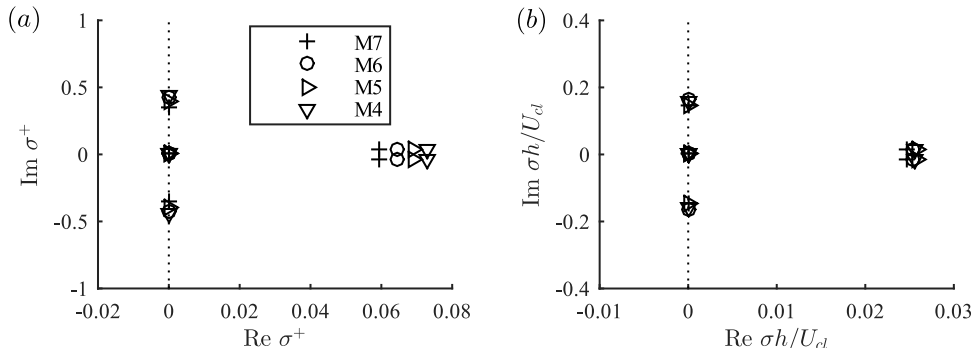 (a)
1
0.5
0
-0.5
-1
Im σ⁺
-0.02
0
0.02
0.04
0.06
0.08
Re σ⁺
M7
M6
M5
M4
(b)
0.4
0.2
0
-0.2
-0.4
Im σh/U_cl
-0.01
0
0.01
0.02
0.03
Re σh/U_cl